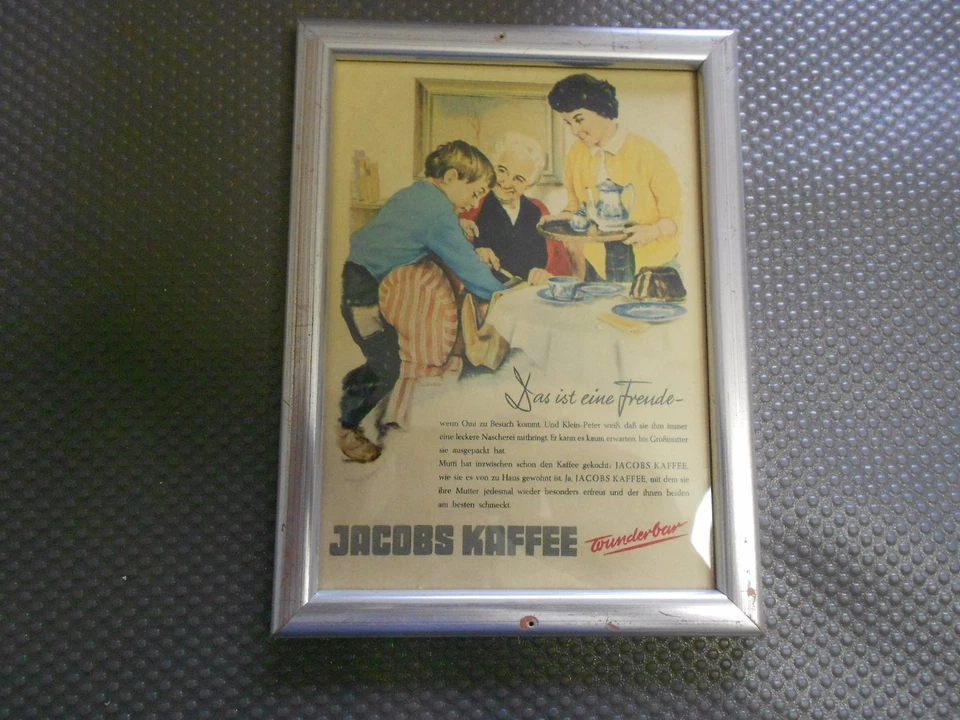 Das ist eine Freude-
wenn Omi zu Besuch kommt. Und Klein-Peter weiß, daß sie ihm immer
eine leckere Nascherei mitbringt. Er kann es kaum erwarten, bis Großmutter
sie ausgepackt hat.
Mutti hat inzwischen schon den Kaffee gekocht: JACOBS KAFFEE,
wie sie es von zu Haus gewohnt ist. Ja, JACOBS KAFFEE, mit dem sie
ihre Mutter jedesmal wieder besonders erfreut und der ihnen beiden
am besten schmeckt.
JACOBS KAFFEE wunderbar